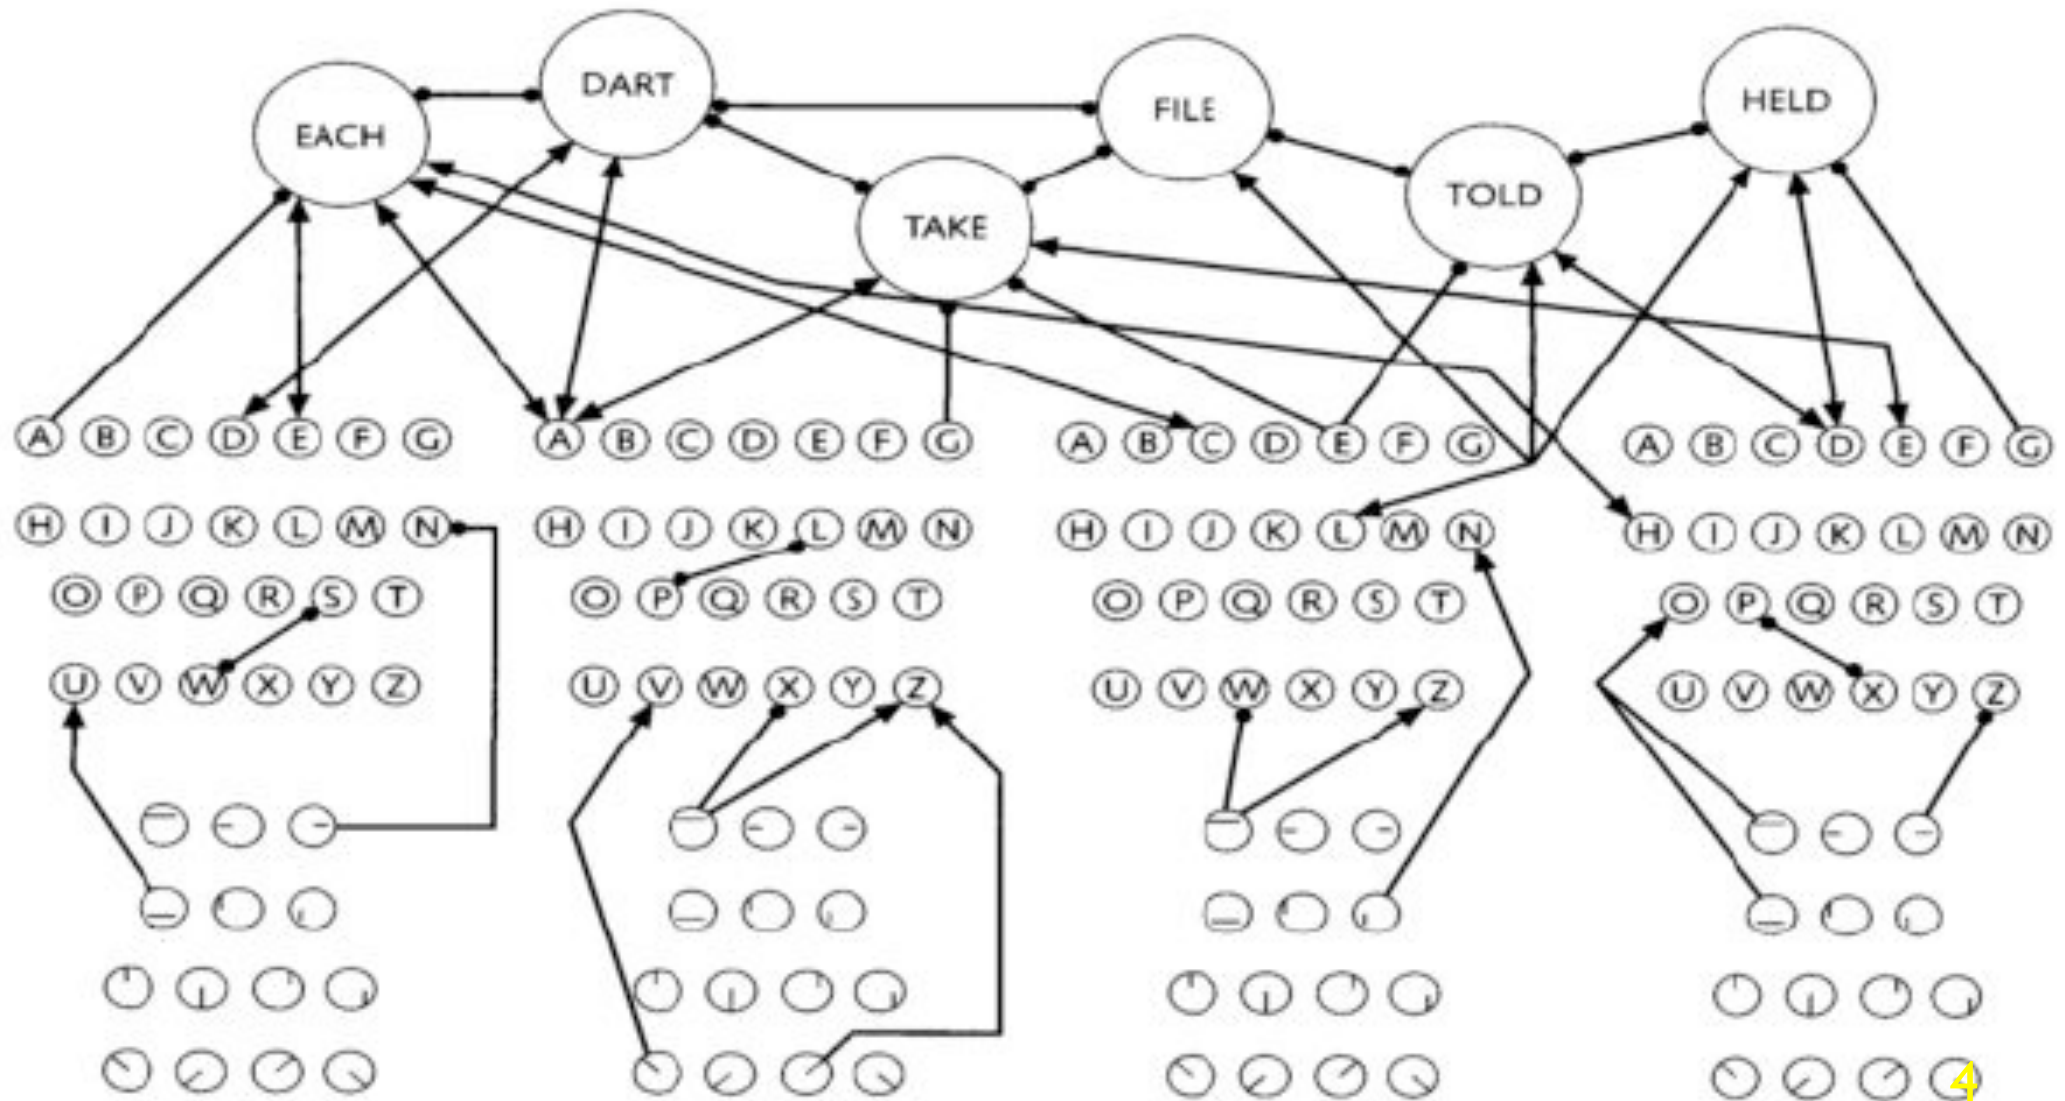 DART
HELD
FILE
EACH
TOLD
TAKE
A B C D E F G A B C D E F G A B C D E F G A B C D E F G
H I J K L M N H I J K L M N H I J K L M N H I J K L M N
O P Q R S T O P Q R S T O P Q R S T O P Q R S T
U V W X Y Z U V W X Y Z U V W X Y Z U V W X Y Z
4